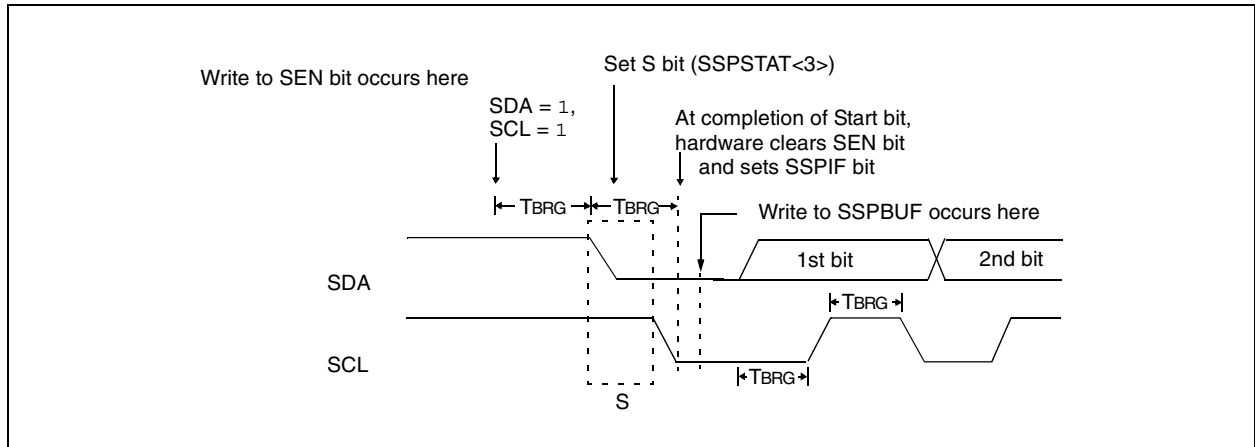 Write to SEN bit occurs here
Set S bit (SSPSTAT<3>)
SDA = 1,
SCL = 1
At completion of Start bit,
hardware clears SEN bit
and sets SSPIF bit
TBRG
TBRG
Write to SSPBUF occurs here
1st bit
2nd bit
SDA
TBRG
SCL
TBRG
S